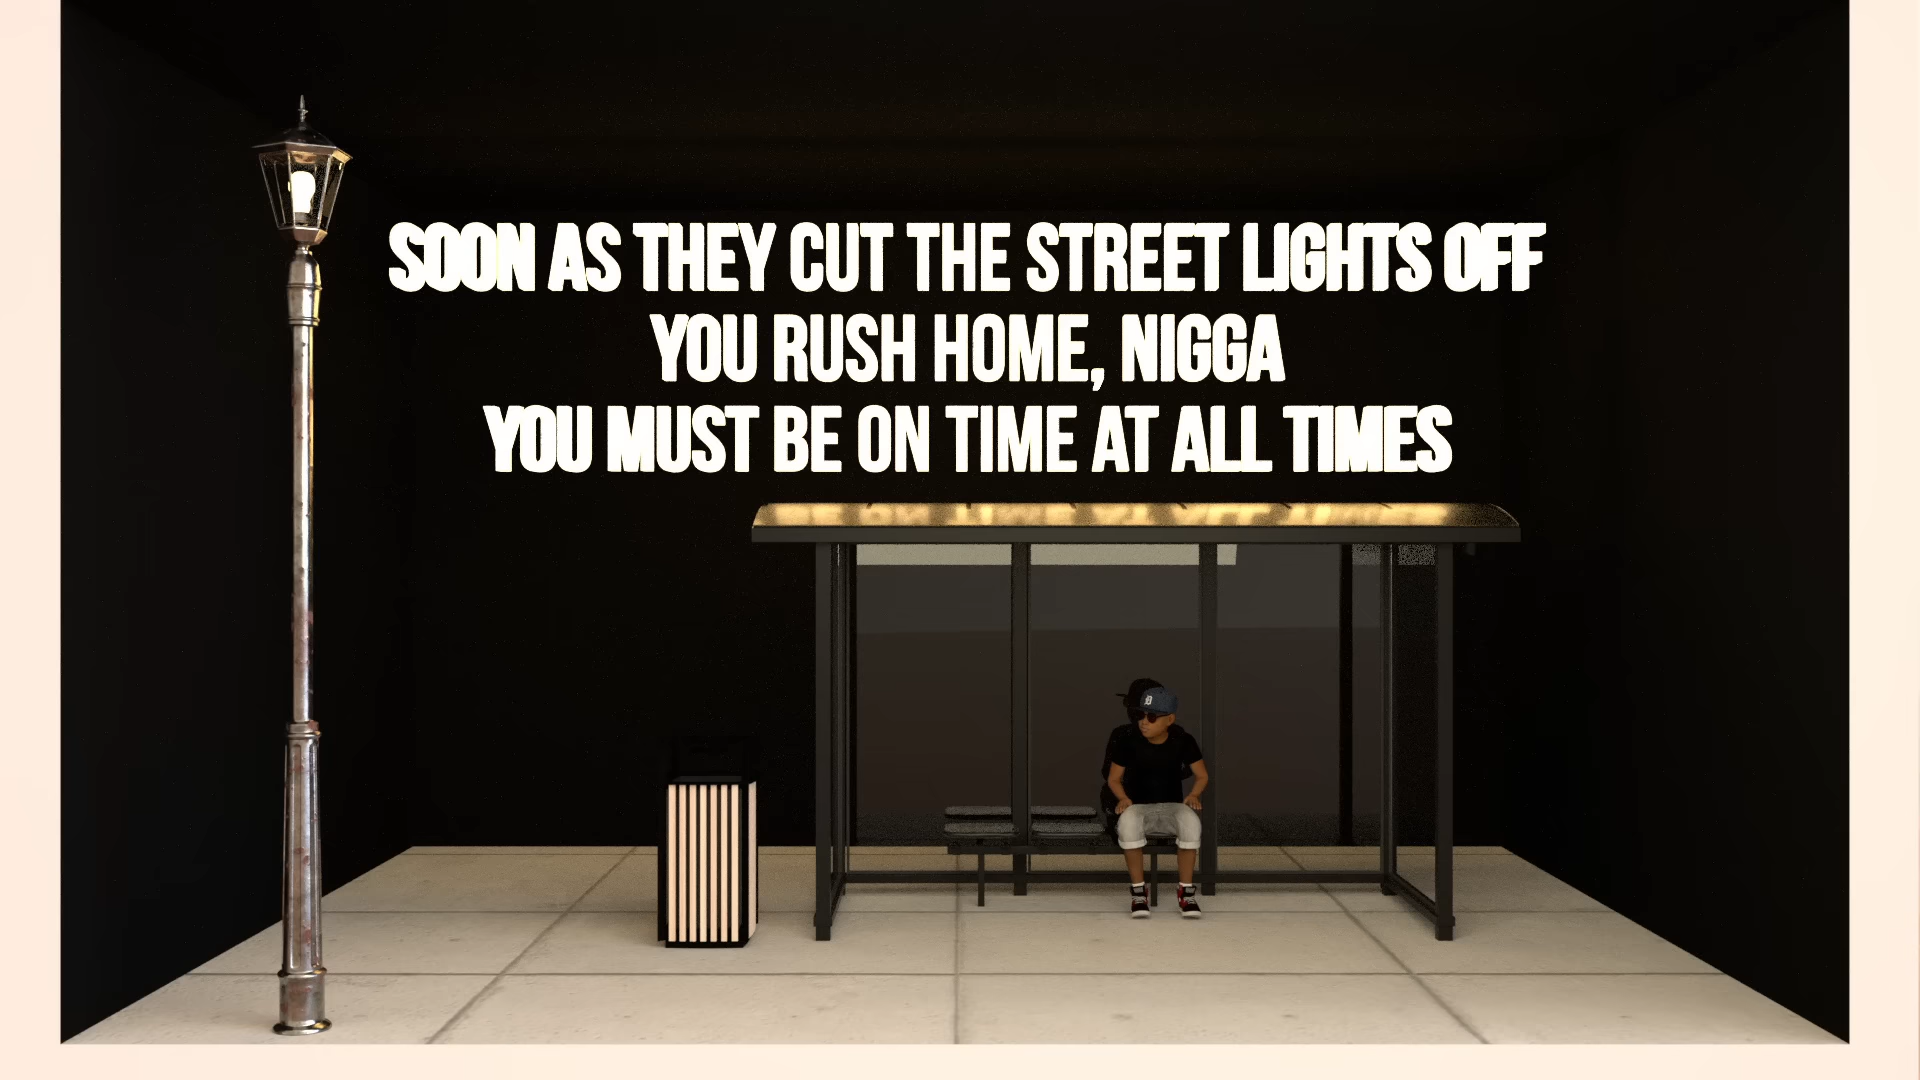 SOON AS THEY CUT THE STREET LIGHTS OFF
YOU RUSH HOME, NIGGA
YOU MUST BE ON TIME AT ALL TIMES